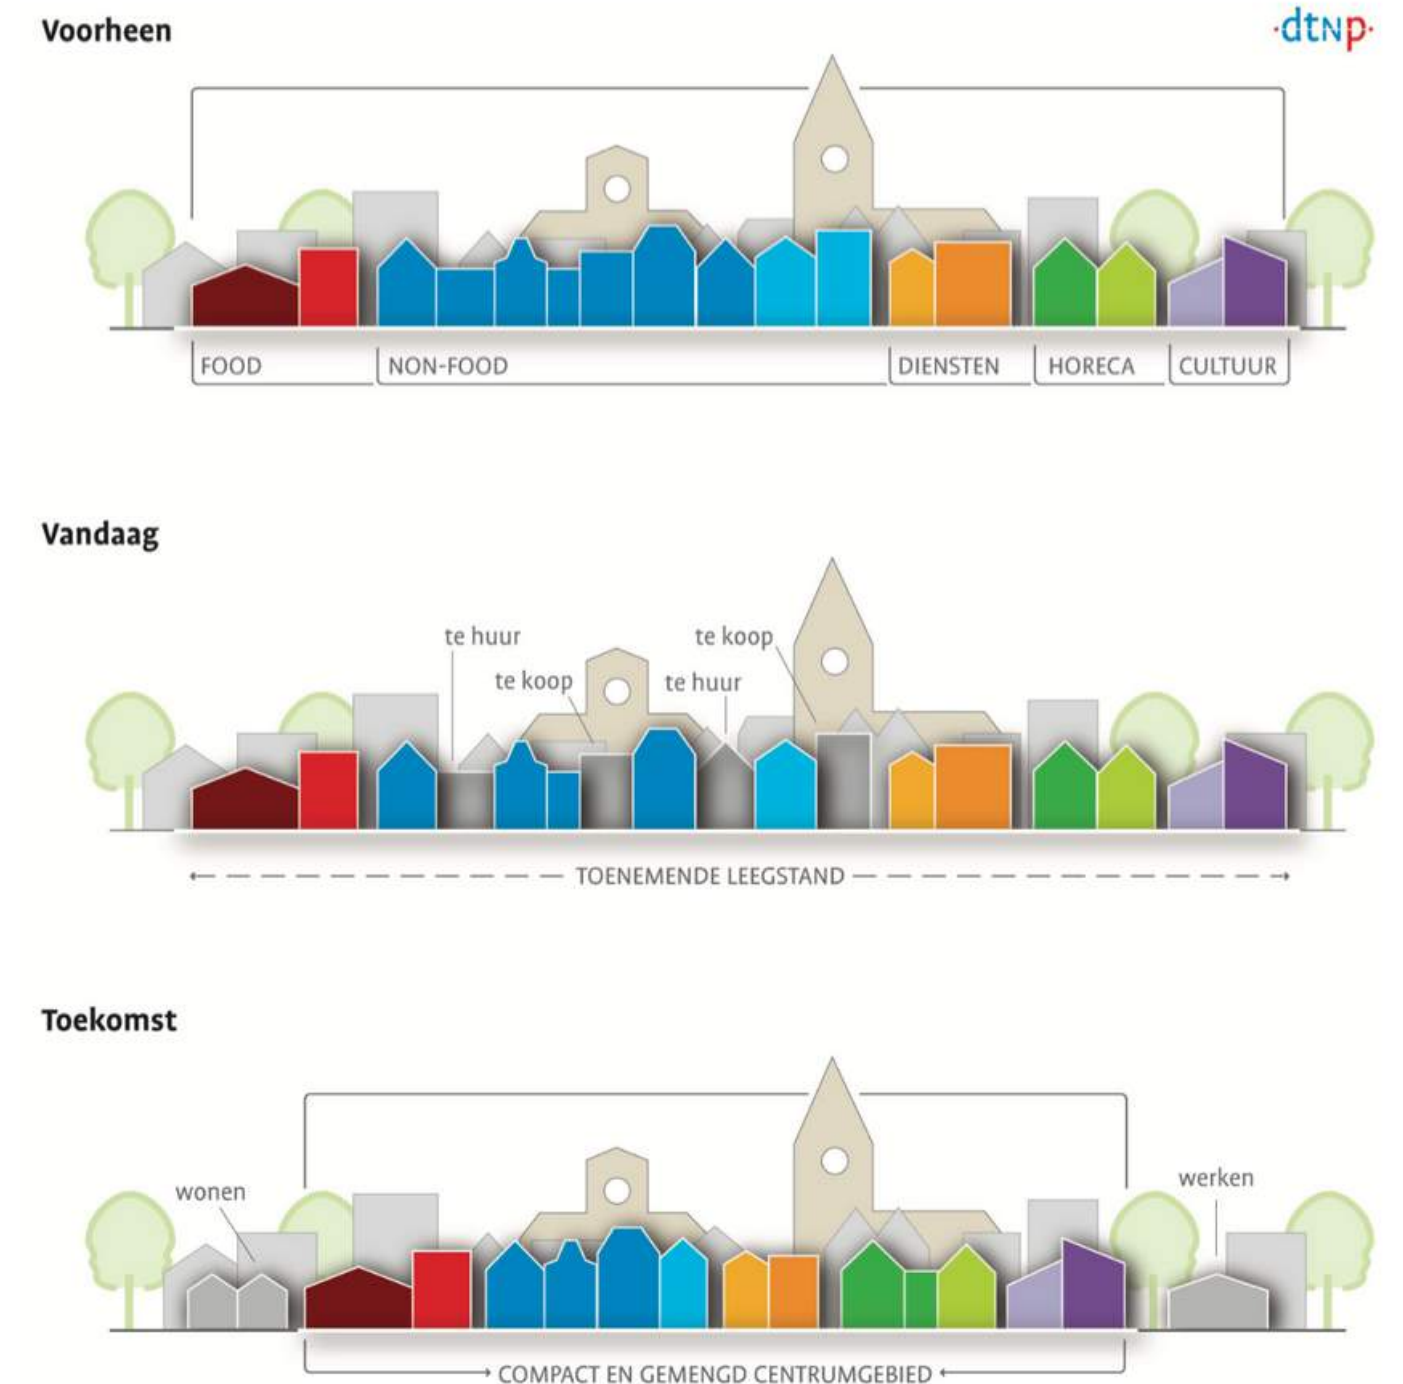 Voorheen
·dtNp·
FOOD
NON-FOOD
DIENSTEN
HORECA
CULTUUR
Vandaag
te huur
te koop
te koop
te huur
TOENEMENDE LEEGSTAND
Toekomst
wonen
werken
COMPACT EN GEMENGD CENTRUMGEBIED